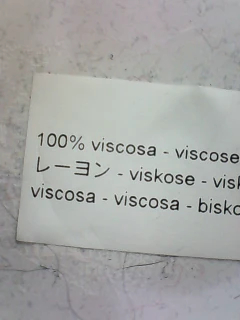 100% viscosa - viscose
レーヨン - viskose - visk
viscosa - viscosa - bisko